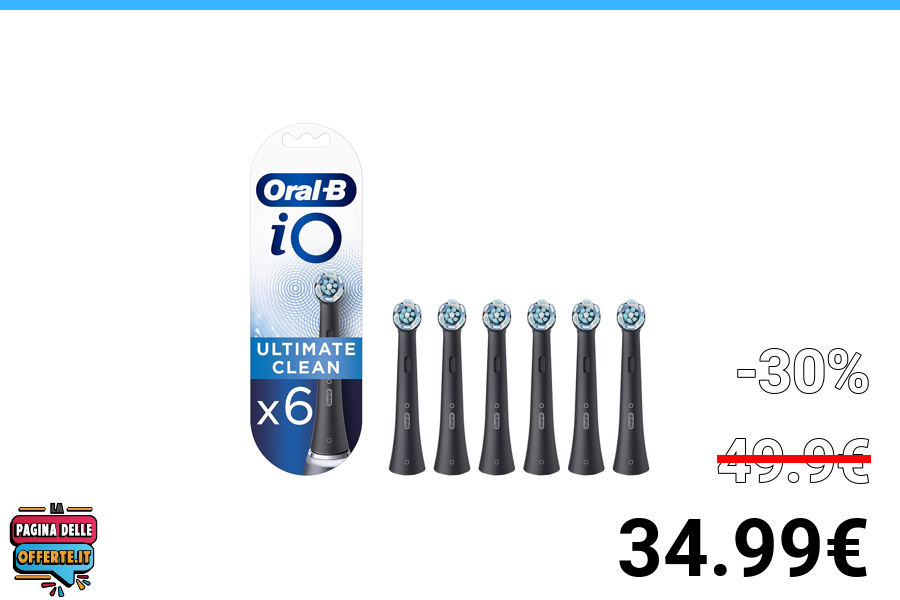 Oral-B
iO
ULTIMATE
CLEAN
x6
-30%
49.9€
34.99€
LA
PAGINA DELLE
OFFERTE.IT